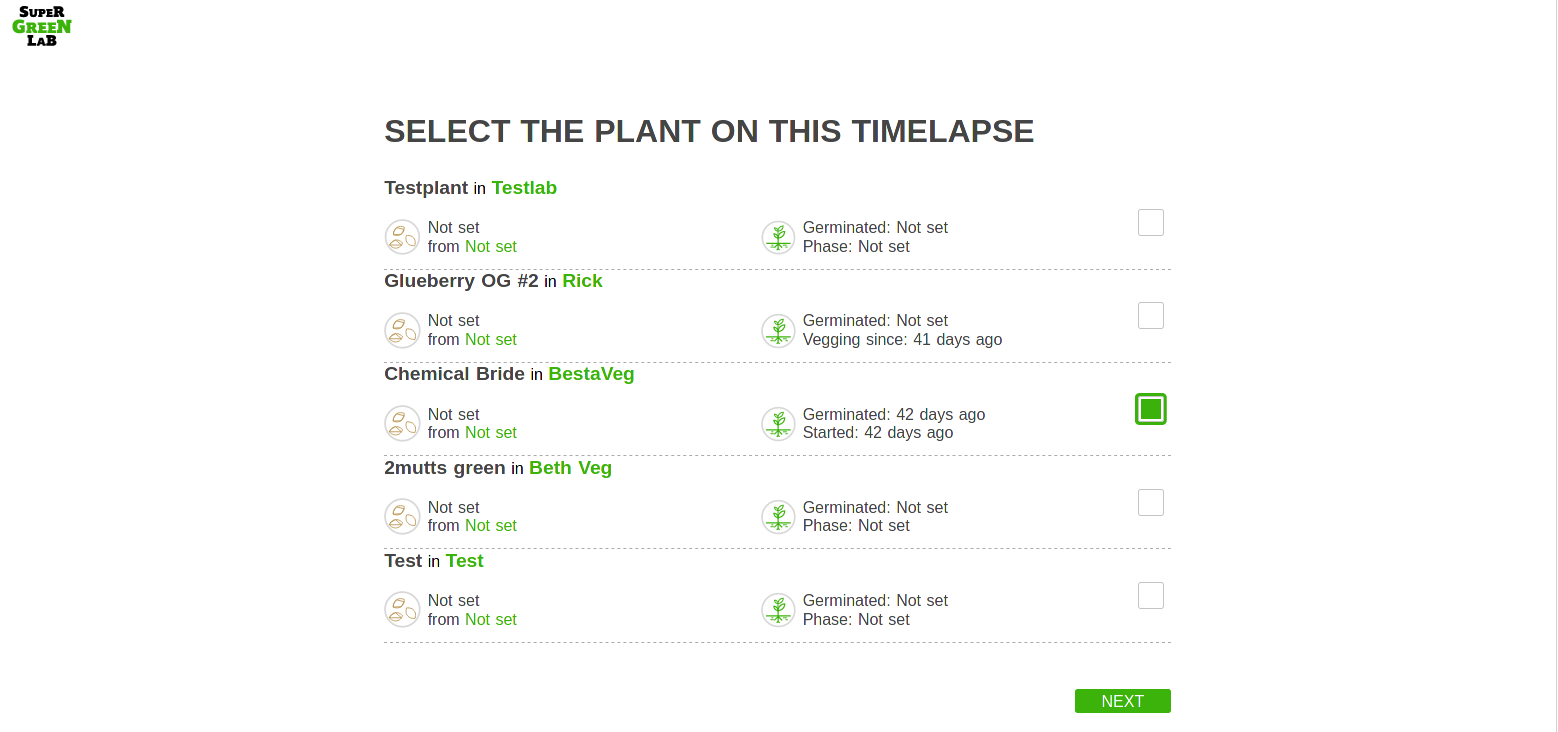 SUPER
GREEN
LAB
SELECT THE PLANT ON THIS TIMELAPSE
Testplant in Testlab
Not set
from Not set
Germinated: Not set
Phase: Not set
Glueberry OG #2 in Rick
Not set
from Not set
Germinated: Not set
Vegging since: 41 days ago
Chemical Bride in BestaVeg
Not set
from Not set
Germinated: 42 days ago
Started: 42 days ago
2mutts green in Beth Veg
Not set
from Not set
Germinated: Not set
Phase: Not set
Test in Test
Not set
from Not set
Germinated: Not set
Phase: Not set
NEXT